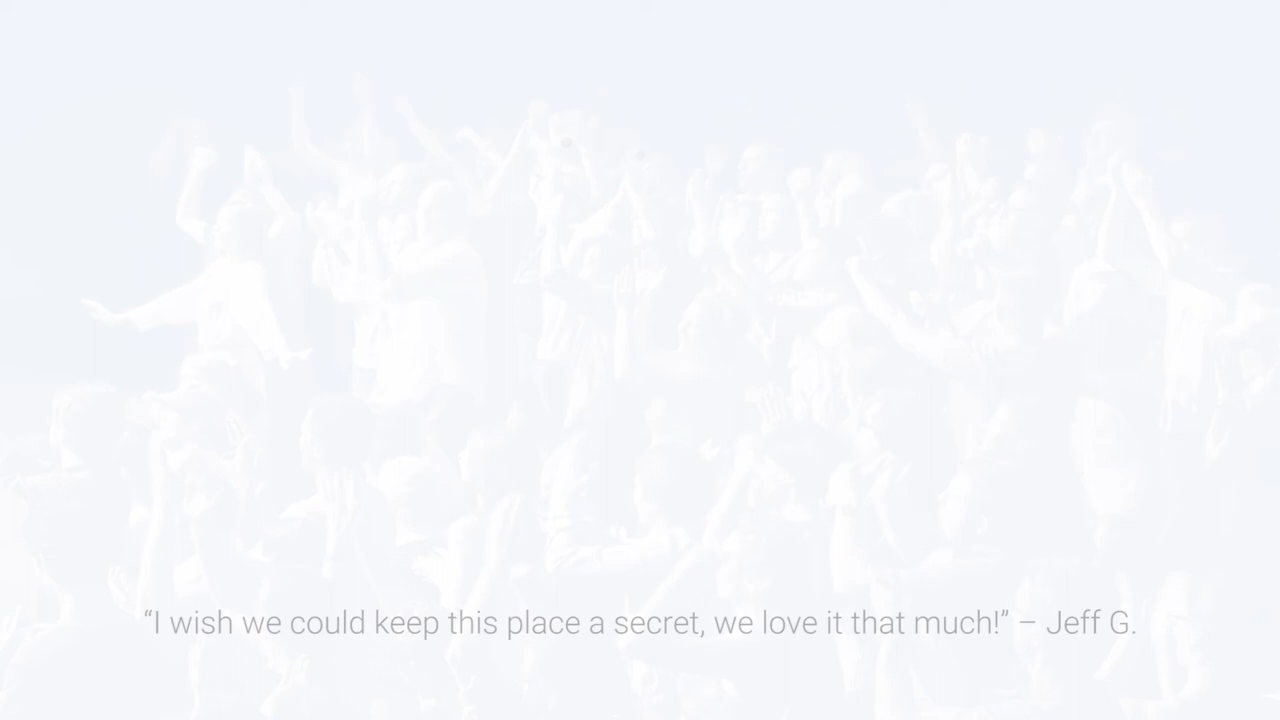 “I wish we could keep this place a secret, we love it that much!” – Jeff G.